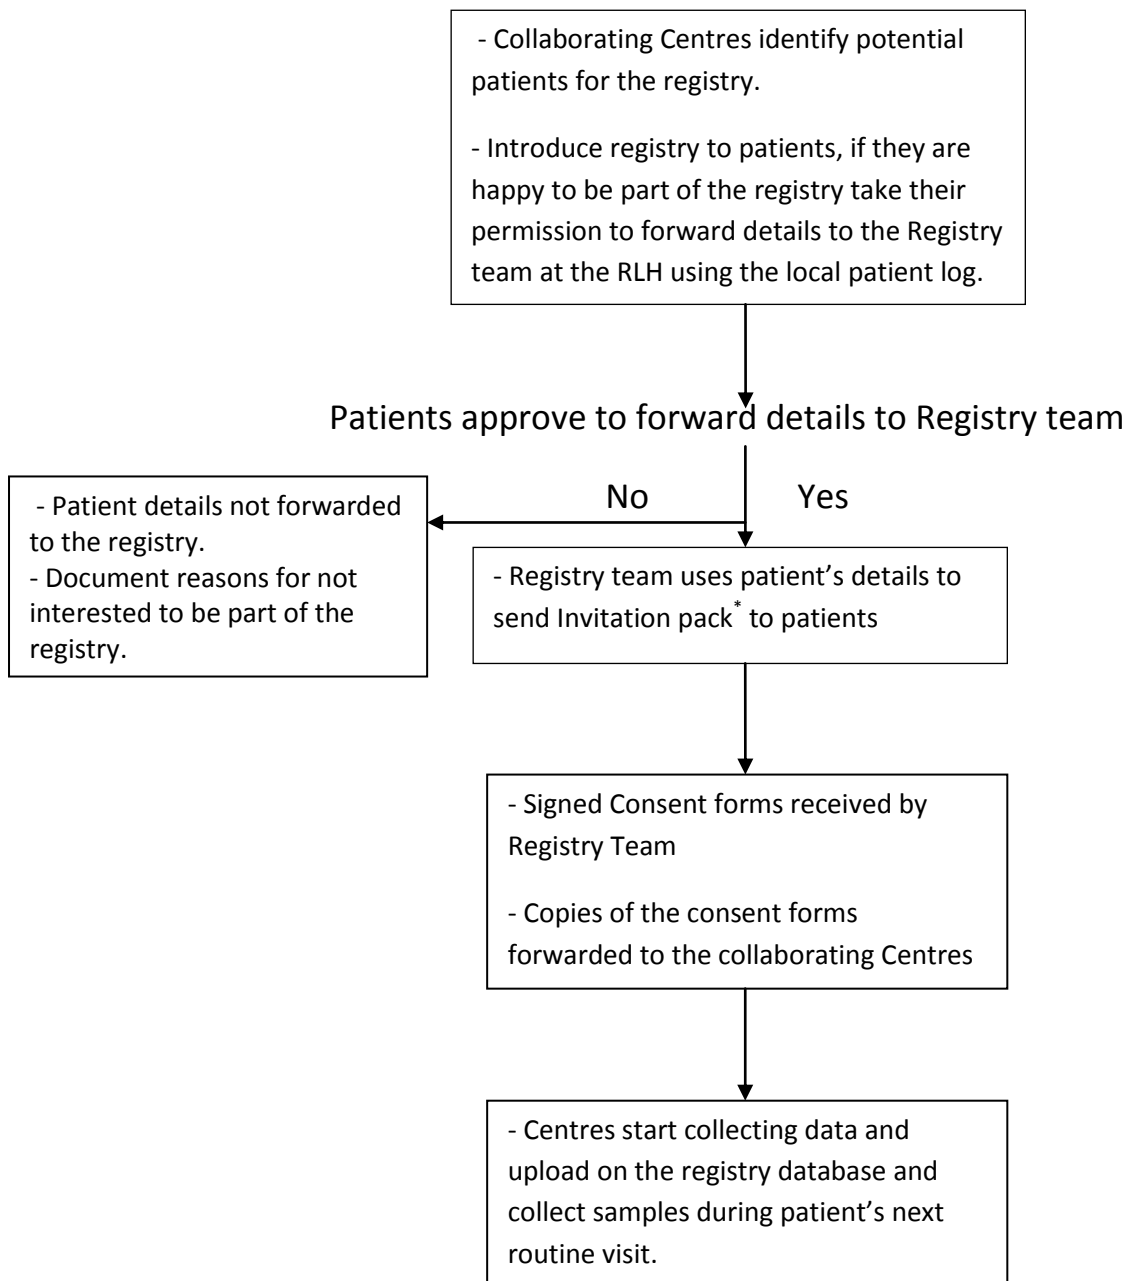 - Collaborating Centres identify potential
patients for the registry.
- Introduce registry to patients, if they are
happy to be part of the registry take their
permission to forward details to the Registry
team at the RLH using the local patient log.
Patients approve to forward details to Registry team
No
Yes
- Patient details not forwarded
to the registry.
- Document reasons for not
interested to be part of the
registry.
- Registry team uses patient’s details to
send Invitation pack* to patients
- Signed Consent forms received by
Registry Team
- Copies of the consent forms
forwarded to the collaborating Centres
- Centres start collecting data and
upload on the registry database and
collect samples during patient’s next
routine visit.